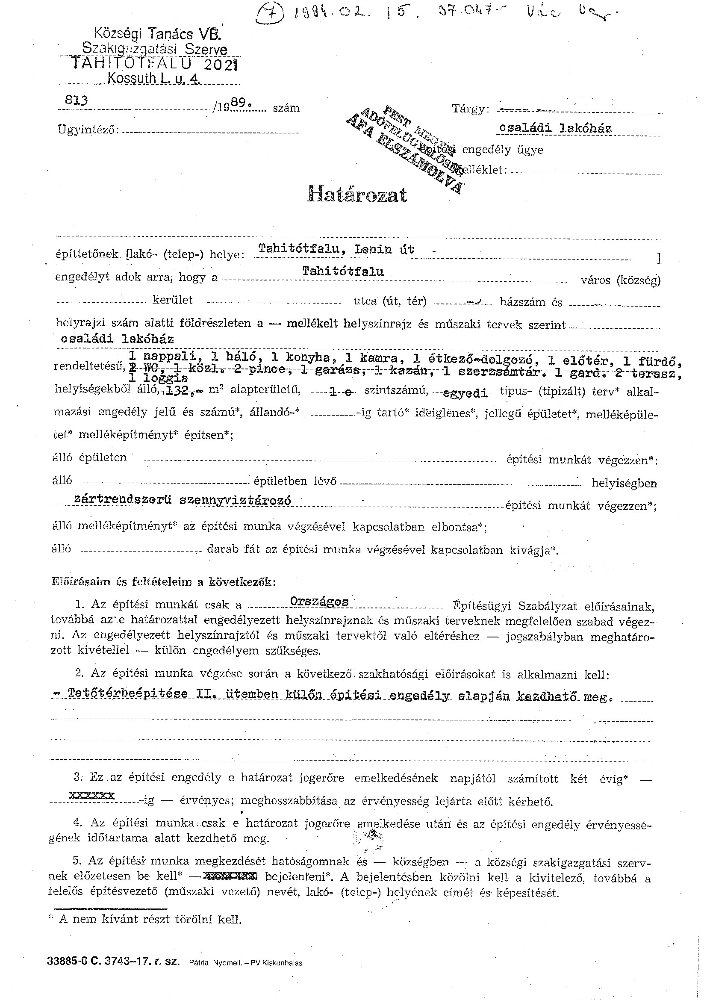 7 1994.02.15. 37.047.- Vác
Községi Tanács VB.
Szakigazgatási Szerve
TAHITÓTFALU 2021
Kossuth L. u. 4.
813 /1989. szám
Tárgy:
Ügyintéző:
családi lakóház
PEST MEGYEI
ADÓFELÜGYELŐSÉG
ÁFA ELSZÁMOLVA
építési engedély ügye
Melléklet:
Határozat
építtetőnek [lakó- (telep-) helye: Tahitótfalu, Lenin út - ]
engedélyt adok arra, hogy a Tahitótfalu város (község)
kerület utca (út, tér) házszám és
helyrajzi szám alatti földrészleten a — mellékelt helyszínrajz és műszaki tervek szerint
családi lakóház
1 nappali, 1 háló, 1 konyha, 1 kamra, 1 étkező-dolgozó, 1 előtér, 1 fürdő,
rendeltetésű, 2 WC, 1 közl. 2 pince, 1 garázs, 1 kazán, 1 szerzsámtár. 1 gard. 2 terasz,
1 loggia
helyiségekből álló, 132,- m² alapterületű, 1-e szintszámú, egyedi típus- (tipizált) terv* alkal-
mazási engedély jelű és számú*, állandó-* -ig tartó* ideiglenes*, jellegű épületet*, melléképüle-
tet* melléképítményt* építsen*;
álló épületen építési munkát végezzen*:
álló épületben lévő helyiségben
zártrendszerü szennyviztározó építési munkát végezzen*;
álló melléképítményt* az építési munka végzésével kapcsolatban elbontsa*;
álló darab fát az építési munka végzésével kapcsolatban kivágja*.
Előírásaim és feltételeim a következők:
1. Az építési munkát csak a Országos Építésügyi Szabályzat előírásainak,
továbbá az e határozattal engedélyezett helyszínrajznak és műszaki terveknek megfelelően szabad végez-
ni. Az engedélyezett helyszínrajztól és műszaki tervektől való eltéréshez — jogszabályban meghatáro-
zott kivétellel — külön engedélyem szükséges.
2. Az építési munka végzése során a következő szakhatósági előírásokat is alkalmazni kell:
- Tetőtérbeépitése II. ütemben külön épitési engedély alapján kezdhető meg.
3. Ez az építési engedély e határozat jogerőre emelkedésének napjától számított két évig* —
xxxxxx -ig — érvényes; meghosszabbítása az érvényesség lejárta előtt kérhető.
4. Az építési munka csak e határozat jogerőre emelkedése után és az építési engedély érvényessé-
gének időtartama alatt kezdhető meg.
5. Az építési munka megkezdését hatóságomnak és — községben — a községi szakigazgatási szerv-
nek előzetesen be kell* — bejelenteni*. A bejelentésben közölni kell a kivitelező, továbbá a
felelős építésvezető (műszaki vezető) nevét, lakó- (telep-) helyének címét és képesítését.
* A nem kívánt részt törölni kell.
33885-0 C. 3743–17. r. sz. – Pátria–Nyomell. – PV Kiskunhalas